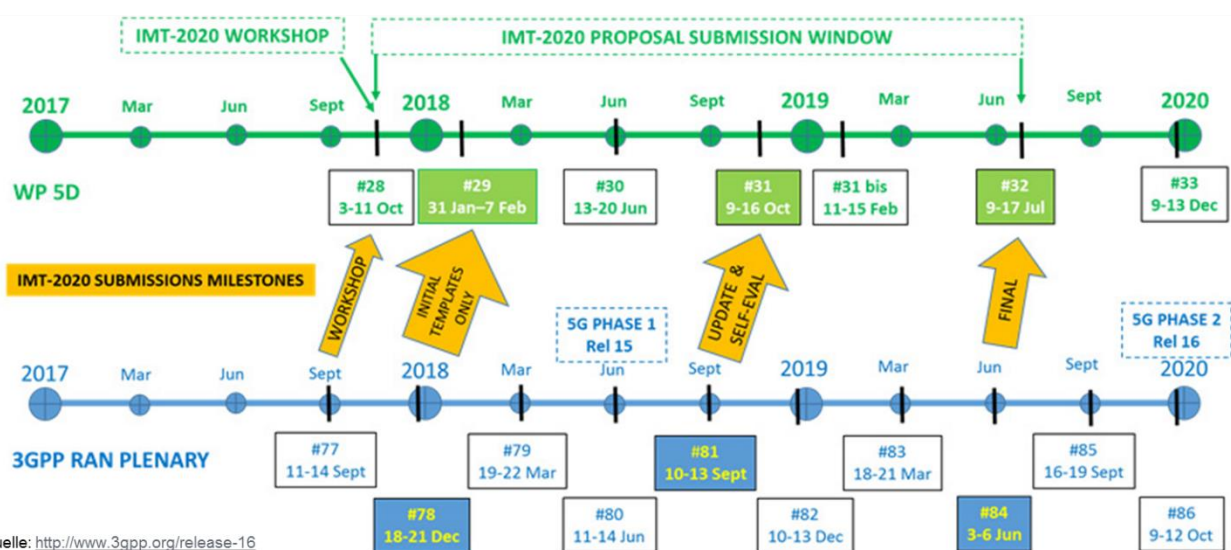 IMT-2020 WORKSHOP
IMT-2020 PROPOSAL SUBMISSION WINDOW
2017 Mar Jun Sept 2018 Mar Jun Sept 2019 Mar Jun Sept 2020
WP 5D
#28
3-11 Oct
#29
31 Jan–7 Feb
#30
13-20 Jun
#31
9-16 Oct
#31 bis
11-15 Feb
#32
9-17 Jul
#33
9-13 Dec
IMT-2020 SUBMISSIONS MILESTONES
WORKSHOP
INITIAL
TEMPLATES
ONLY
UPDATE &
SELF-EVAL
FINAL
5G PHASE 1
Rel 15
5G PHASE 2
Rel 16
2017 Mar Jun Sept 2018 Mar Jun Sept 2019 Mar Jun Sept 2020
3GPP RAN PLENARY
#77
11-14 Sept
#78
18-21 Dec
#79
19-22 Mar
#80
11-14 Jun
#81
10-13 Sept
#82
10-13 Dec
#83
18-21 Mar
#84
3-6 Jun
#85
16-19 Sept
#86
9-12 Oct
uelle: http://www.3gpp.org/release-16